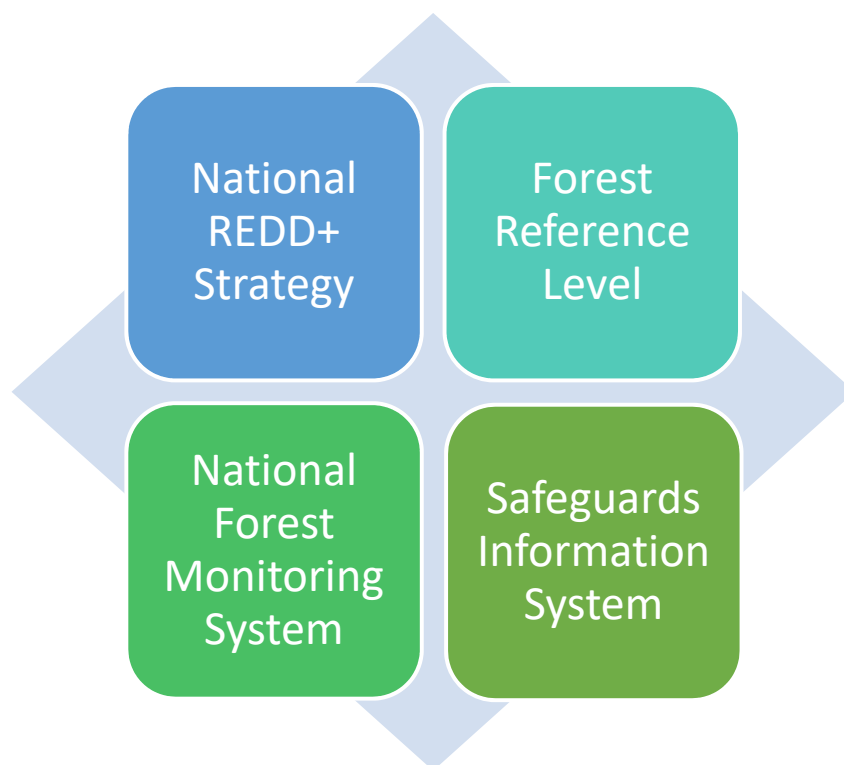 National
REDD+
Strategy
Forest
Reference
Level
National
Forest
Monitoring
System
Safeguards
Information
System